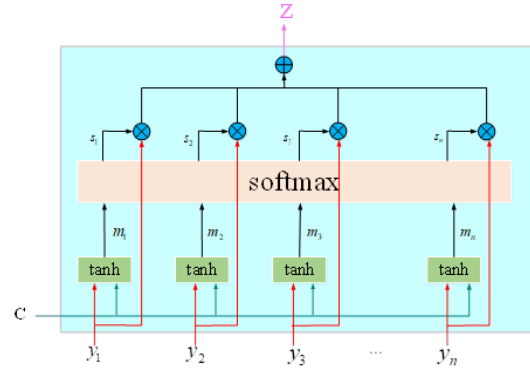 Z
s₁ s₂ s₃ sₙ
softmax
m₁ m₂ m₃ mₙ
tanh tanh tanh tanh
C
y₁ y₂ y₃ ... yₙ